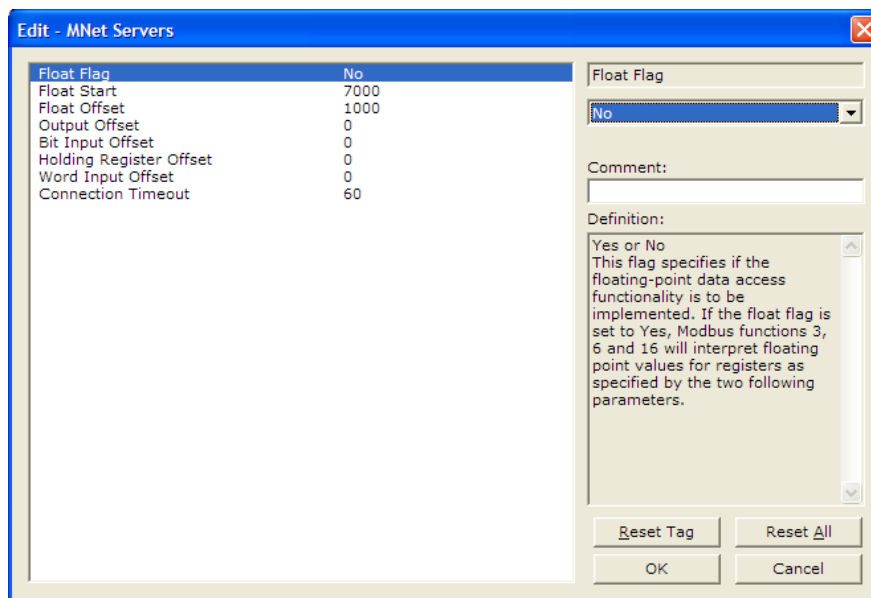 Edit - MNet Servers
Float Flag No
Float Start 7000
Float Offset 1000
Output Offset 0
Bit Input Offset 0
Holding Register Offset 0
Word Input Offset 0
Connection Timeout 60
Float Flag
No
Comment:
Definition:
Yes or No
This flag specifies if the
floating-point data access
functionality is to be
implemented. If the float flag is
set to Yes, Modbus functions 3,
6 and 16 will interpret floating
point values for registers as
specified by the two following
parameters.
Reset Tag Reset All
OK Cancel